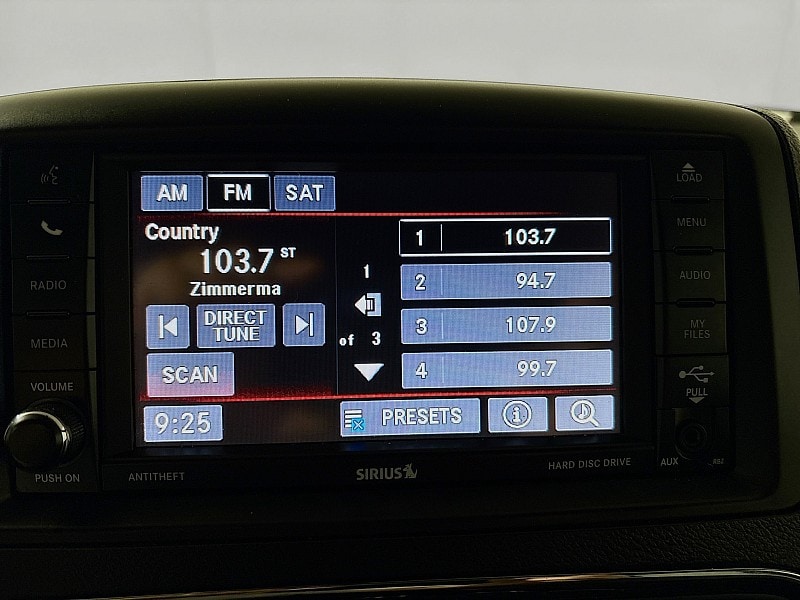 AM FM SAT
Country
103.7 ST
Zimmerma
DIRECT
TUNE
SCAN
9:25
1
of 3
1 103.7
2 94.7
3 107.9
4 99.7
PRESETS
RADIO
MEDIA
VOLUME
PUSH ON
LOAD
MENU
AUDIO
MY
FILES
PULL
AUX
RB2
ANTITHEFT
SIRIUS
HARD DISC DRIVE